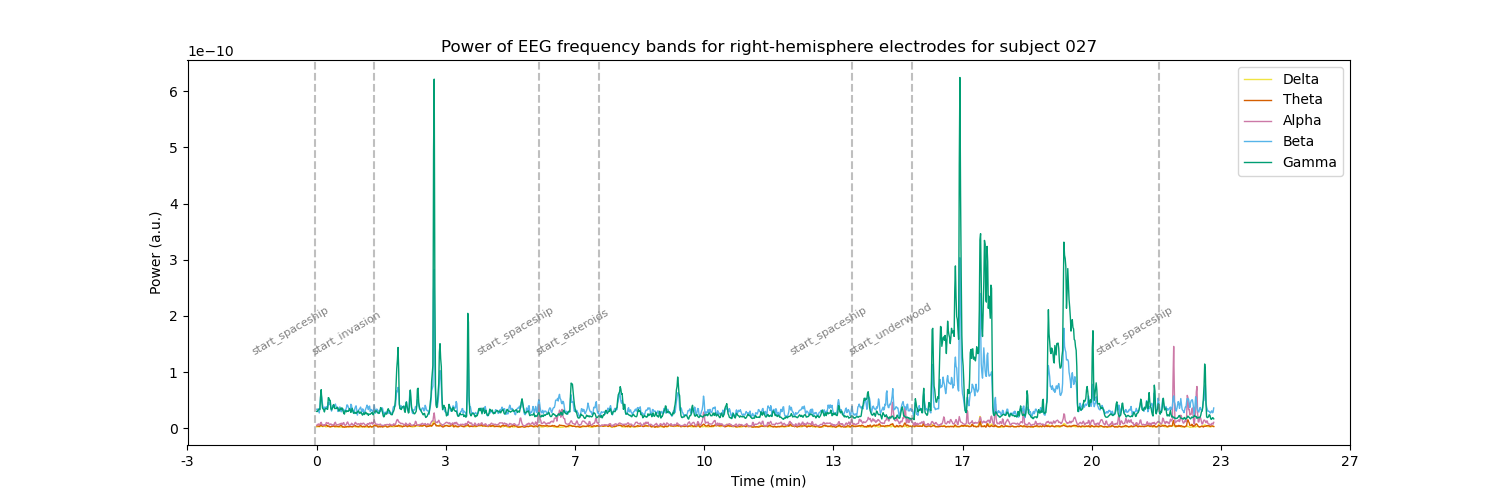 Power of EEG frequency bands for right-hemisphere electrodes for subject 027
1e−10
6
5
4
3
2
1
0
Power (a.u.)
Delta
Theta
Alpha
Beta
Gamma
start_spaceship
start_invasion
start_spaceship
start_asteroids
start_spaceship
start_underwood
start_spaceship
-3 0 3 7 10 13 17 20 23 27
Time (min)